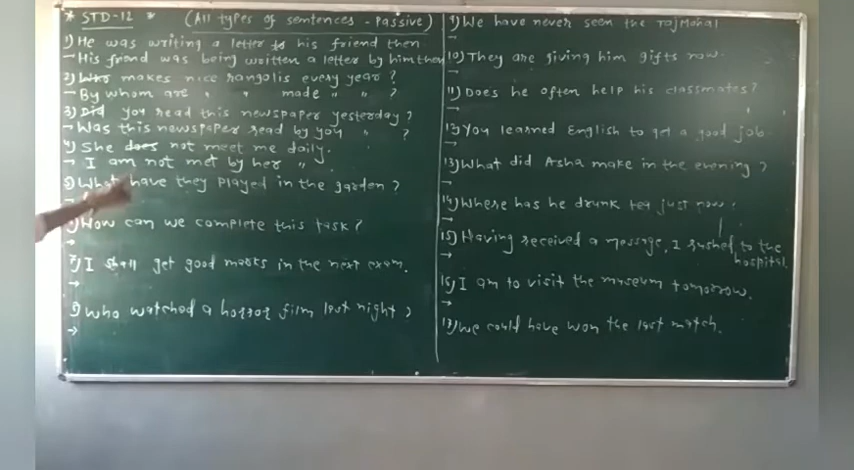 * STD-12 * (All types of sentences - Passive)
1) He was writing a letter to his friend then
→ His friend was being written a letter by him then
2) Who makes nice rangolis every year ?
→ By whom are " " made " " ?
3) Did you read this newspaper yesterday ?
→ Was this newspaper read by you " ?
4) She does not meet me daily.
→ I am not met by her "
5) What have they played in the garden ?
→
6) How can we complete this task ?
→
7) I shall get good marks in the next exam.
→
8) Who watched a horror film last night ?
→
9) We have never seen the Taj Mahal
→
10) They are giving him gifts now.
→
11) Does he often help his classmates ?
→
12) You learned English to get a good job.
→
13) What did Asha make in the evening ?
→
14) Where has he drunk tea just now ?
→
15) Having received a message, I rushed to the
→ hospital.
16) I am to visit the museum tomorrow.
→
17) We could have won the last match.